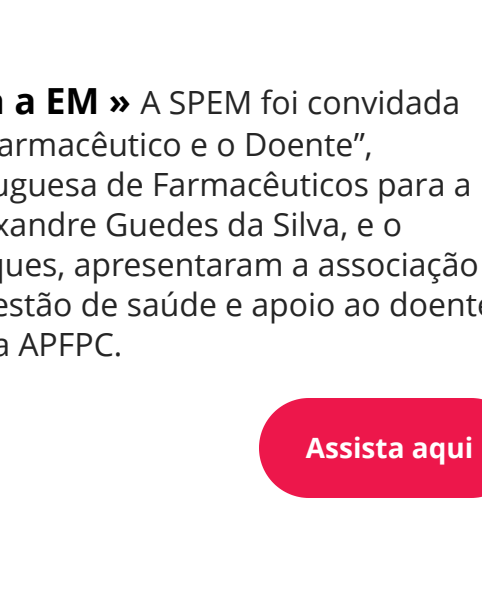 a EM » A SPEM foi convidada
armacêutico e o Doente”,
uguesa de Farmacêuticos para a
xandre Guedes da Silva, e o
ques, apresentaram a associação
estão de saúde e apoio ao doente
a APFPC.
Assista aqui